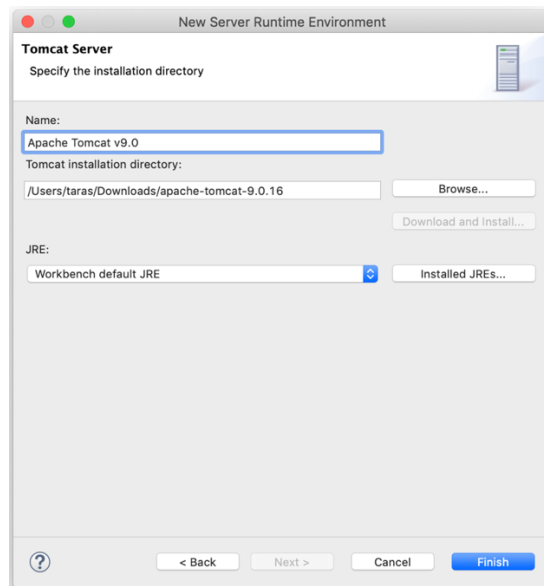 New Server Runtime Environment
Tomcat Server
Specify the installation directory
Name:
Apache Tomcat v9.0
Tomcat installation directory:
/Users/taras/Downloads/apache-tomcat-9.0.16
Browse...
Download and Install...
JRE:
Workbench default JRE
Installed JREs...
?
< Back
Next >
Cancel
Finish